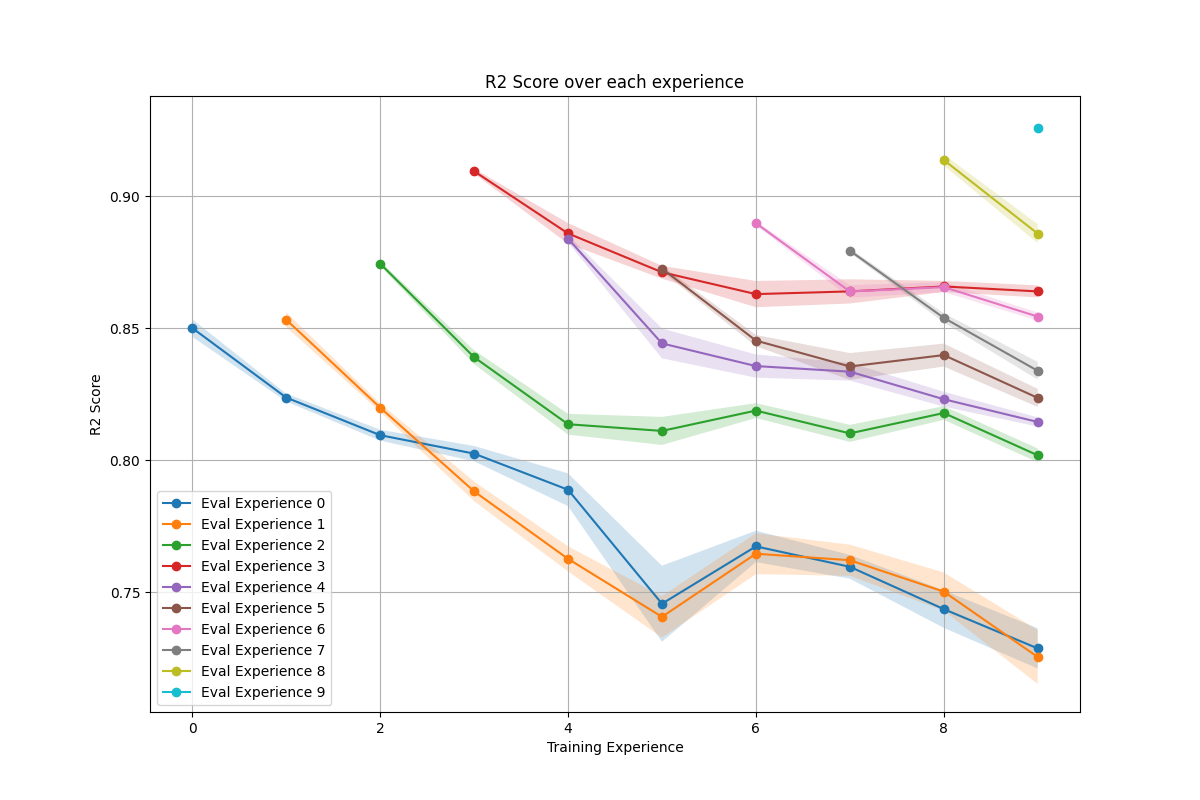 R2 Score over each experience
R2 Score
0.90
0.85
0.80
0.75
Eval Experience 0
Eval Experience 1
Eval Experience 2
Eval Experience 3
Eval Experience 4
Eval Experience 5
Eval Experience 6
Eval Experience 7
Eval Experience 8
Eval Experience 9
0 2 4 6 8
Training Experience